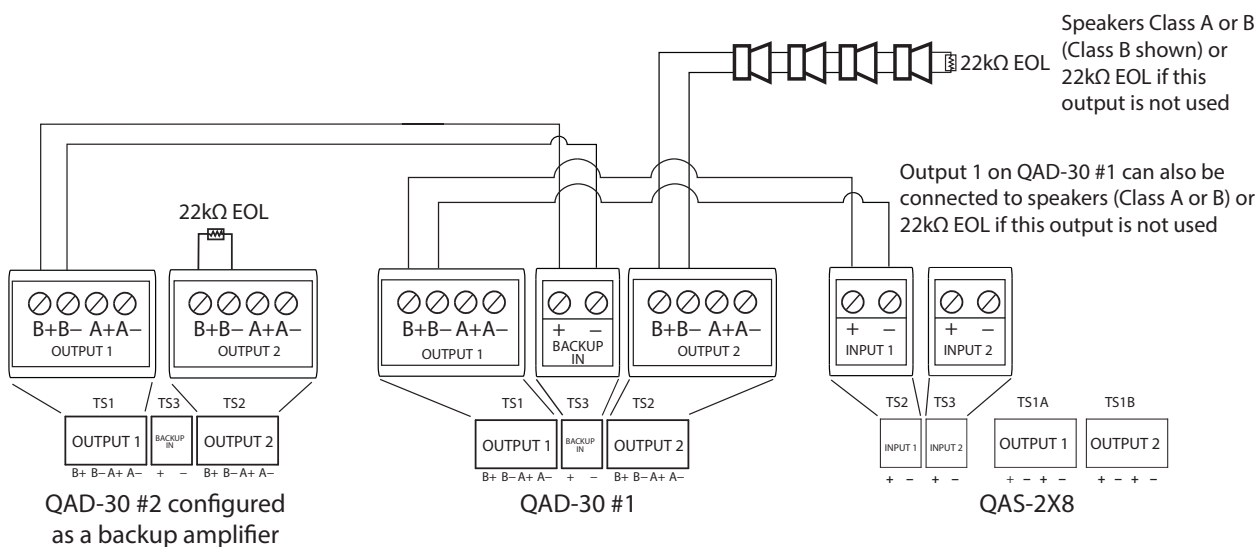 Speakers Class A or B
(Class B shown) or
22kΩ EOL if this
output is not used
22kΩ EOL
Output 1 on QAD-30 #1 can also be
connected to speakers (Class A or B) or
22kΩ EOL if this output is not used
22kΩ EOL
B+B– A+A–
OUTPUT 1
B+B– A+A–
OUTPUT 2
B+B– A+A–
OUTPUT 1
+ –
BACKUP
IN
B+B– A+A–
OUTPUT 2
+ –
INPUT 1
+ –
INPUT 2
TS1 TS3 TS2
OUTPUT 1
BACKUP
IN
OUTPUT 2
B+ B– A+ A– + – B+ B– A+ A–
QAD-30 #2 configured
as a backup amplifier
TS1 TS3 TS2
OUTPUT 1
BACKUP
IN
OUTPUT 2
B+ B– A+ A– + – B+ B– A+ A–
QAD-30 #1
TS2 TS3 TS1A TS1B
INPUT 1 INPUT 2 OUTPUT 1 OUTPUT 2
+ – + – + – + – + – + –
QAS-2X8